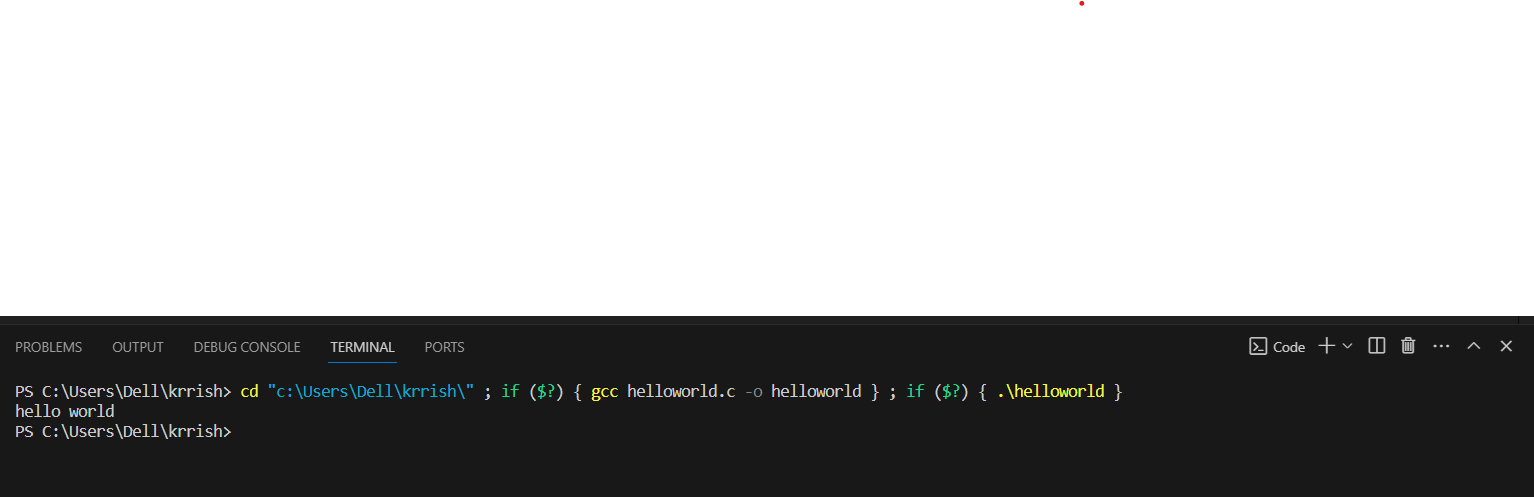 PROBLEMS OUTPUT DEBUG CONSOLE TERMINAL PORTS Code
PS C:\Users\Dell\krrish> cd "c:\Users\Dell\krrish\" ; if ($?) { gcc helloworld.c -o helloworld } ; if ($?) { .\helloworld }
hello world
PS C:\Users\Dell\krrish>